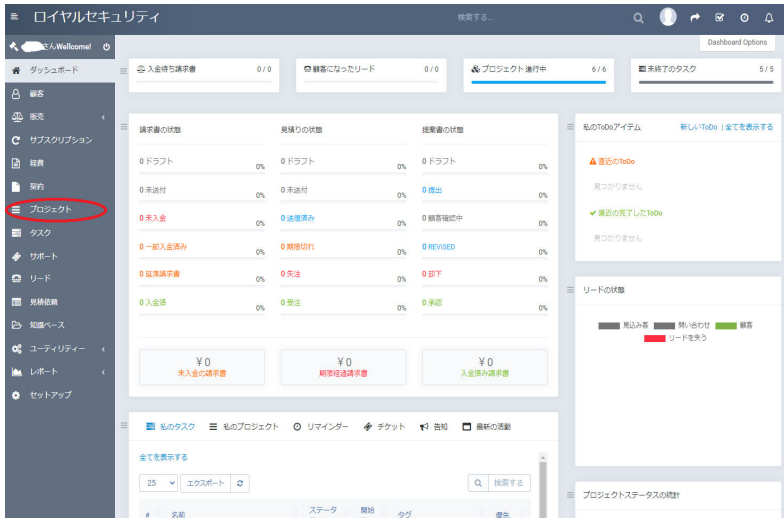 ロイヤルセキュリティ
検索する...
さんWellcome!
Dashboard Options
ダッシュボード
顧客
販売
サブスクリプション
経費
契約
プロジェクト
タスク
サポート
リード
見積依頼
知識ベース
ユーティリティー
レポート
セットアップ
入金待ち請求書 0 / 0
顧客になったリード 0 / 0
プロジェクト 進行中 6 / 6
未終了のタスク 5 / 5
請求書の状態
0 ドラフト 0%
0 未送付 0%
0 未入金 0%
0 一部入金済み 0%
0 延滞請求書 0%
0 入金済 0%
見積りの状態
0 ドラフト 0%
0 未送付 0%
0 送信済み 0%
0 期限切れ 0%
0 失注 0%
0 受注 0%
提案書の状態
0 ドラフト 0%
0 提出 0%
0 顧客確認中 0%
0 REVISED 0%
0 却下 0%
0 承認 0%
¥ 0
未入金の請求書
¥ 0
期限経過請求書
¥ 0
入金済み請求書
私のToDoアイテム 新しいToDo | 全てを表示する
直近のToDo
見つかりません
直近の完了したToDo
見つかりません
リードの状態
見込み客 問い合わせ 顧客
リードを失う
私のタスク 私のプロジェクト リマインダー チケット 告知 最新の活動
全てを表示する
25 エクスポート 検索する
# 名前 ステータ 開始 タグ 優先
プロジェクトステータスの統計